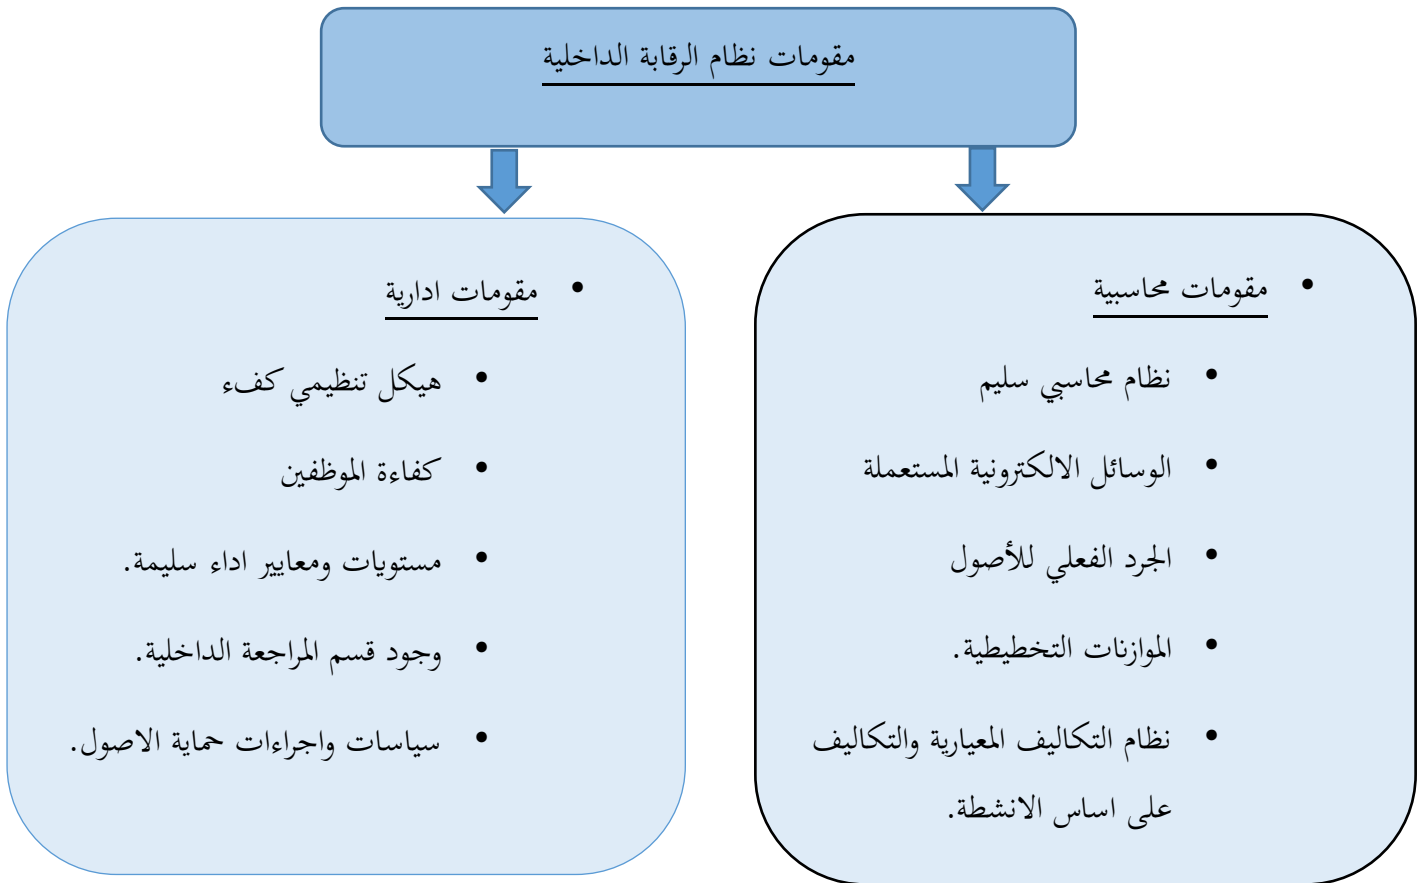 مقومات نظام الرقابة الداخلية
• مقومات محاسبية
• نظام محاسبي سليم
• الوسائل الالكترونية المستعملة
• الجرد الفعلي للأصول
• الموازنات التخطيطية.
• نظام التكاليف المعيارية والتكاليف
على اساس الانشطة.
• مقومات ادارية
• هيكل تنظيمي كفء
• كفاءة الموظفين
• مستويات ومعايير اداء سليمة.
• وجود قسم المراجعة الداخلية.
• سياسات واجراءات حماية الاصول.